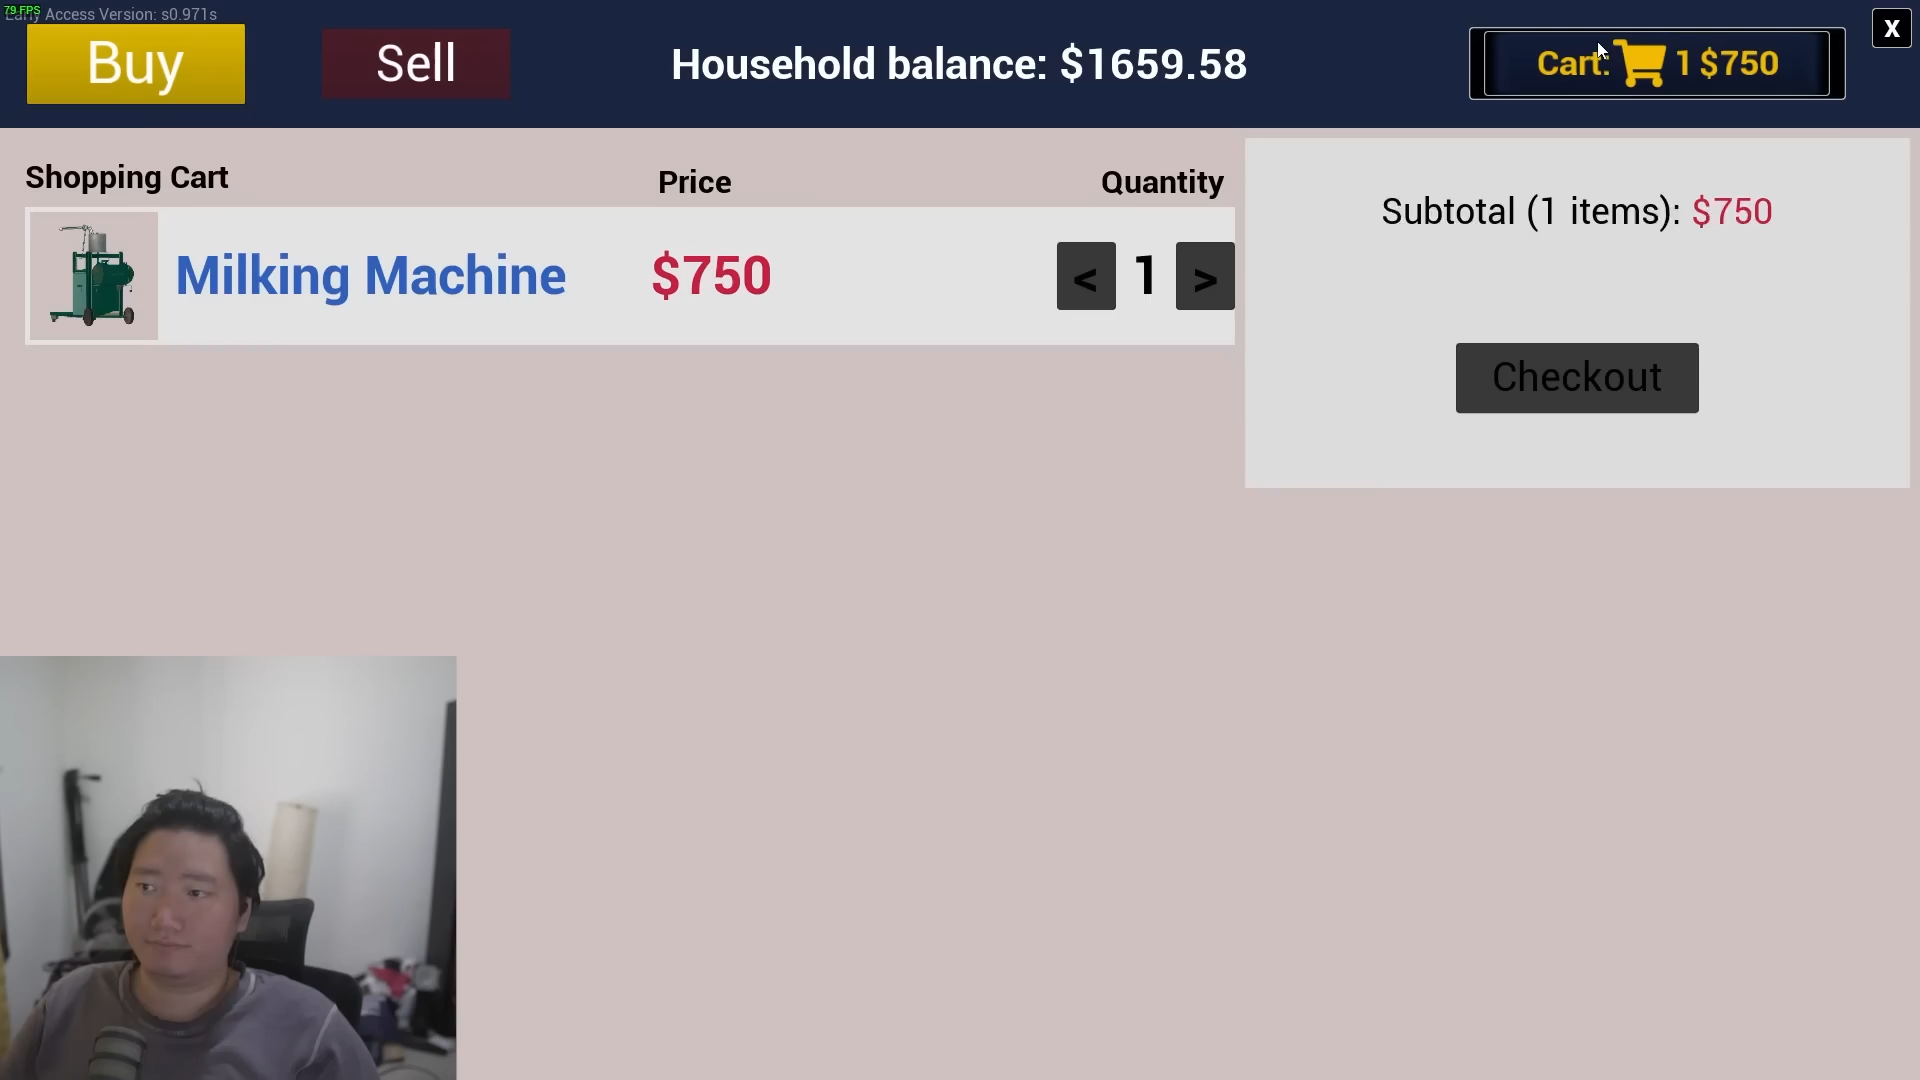 Early Access Version: s0.971s
79 FPS
Buy
Sell
Household balance: $1659.58
Cart: 1 $750
X
Shopping Cart
Price
Quantity
Milking Machine
$750
< 1 >
Subtotal (1 items): $750
Checkout